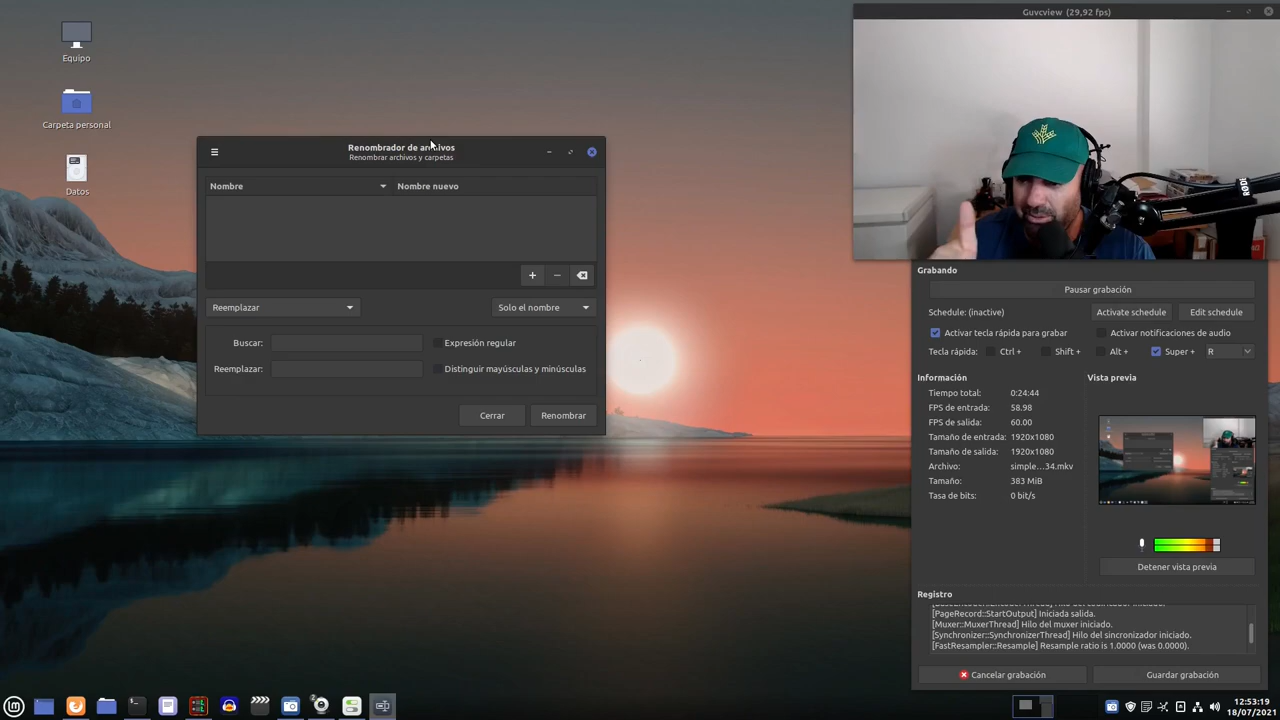 Equipo
Carpeta personal
Datos
Renombrador de archivos
Renombrar archivos y carpetas
Nombre
Nombre nuevo
Reemplazar
Solo el nombre
Buscar:
Expresión regular
Reemplazar:
Distinguir mayúsculas y minúsculas
Cerrar
Renombrar
Guvcview (29,92 fps)
RØDE
Grabando
Pausar grabación
Schedule: (inactive)
Activate schedule
Edit schedule
Activar tecla rápida para grabar
Activar notificaciones de audio
Tecla rápida:
Ctrl +
Shift +
Alt +
Super +
R
Información
Vista previa
Tiempo total:
0:24:44
FPS de entrada:
58.98
FPS de salida:
60.00
Tamaño de entrada:
1920x1080
Tamaño de salida:
1920x1080
Archivo:
simple...34.mkv
Tamaño:
383 MiB
Tasa de bits:
0 bit/s
Detener vista previa
Registro
[PageRecord::StartOutput] Iniciada salida.
[Muxer::MuxerThread] Hilo del muxer iniciado.
[Synchronizer::SynchronizerThread] Hilo del sincronizador iniciado.
[FastResampler::Resample] Resample ratio is 1.0000 (was 0.0000).
Cancelar grabación
Guardar grabación
12:53:19
18/07/2021